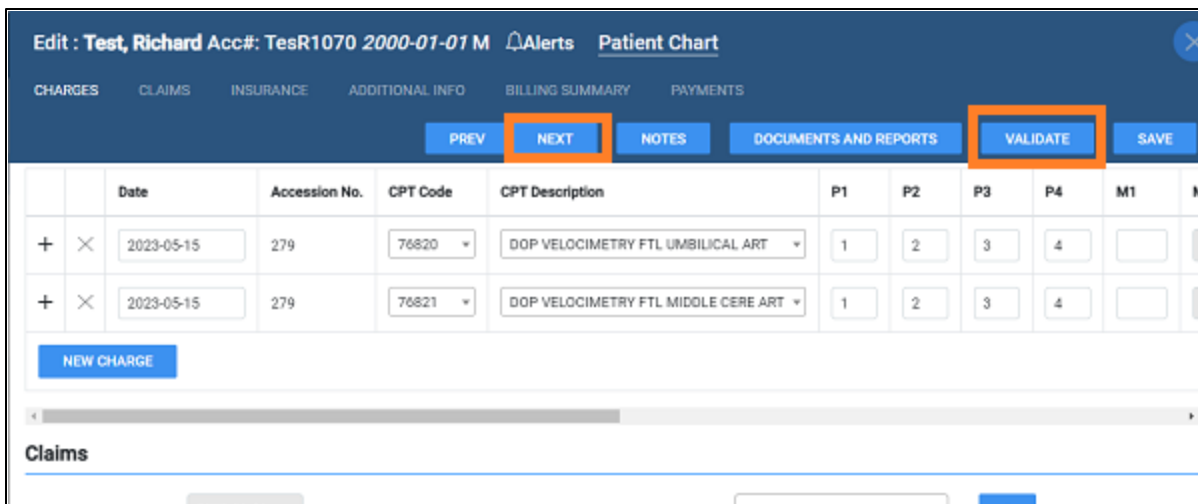 Edit : Test, Richard Acc#: TesR1070 2000-01-01 M Alerts Patient Chart
CHARGES CLAIMS INSURANCE ADDITIONAL INFO BILLING SUMMARY PAYMENTS
PREV NEXT NOTES DOCUMENTS AND REPORTS VALIDATE SAVE
Date Accession No. CPT Code CPT Description P1 P2 P3 P4 M1
2023-05-15 279 76820 DOP VELOCIMETRY FTL UMBILICAL ART 1 2 3 4
2023-05-15 279 76821 DOP VELOCIMETRY FTL MIDDLE CERE ART 1 2 3 4
NEW CHARGE
Claims